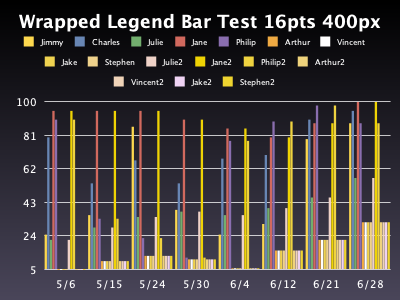 Wrapped Legend Bar Test 16pts 400px
Jimmy Charles Julie Jane Philip Arthur Vincent
Jake Stephen Julie2 Jane2 Philip2 Arthur2
Vincent2 Jake2 Stephen2
100
81
62
43
24
5
5/6 5/15 5/24 5/30 6/4 6/12 6/21 6/28